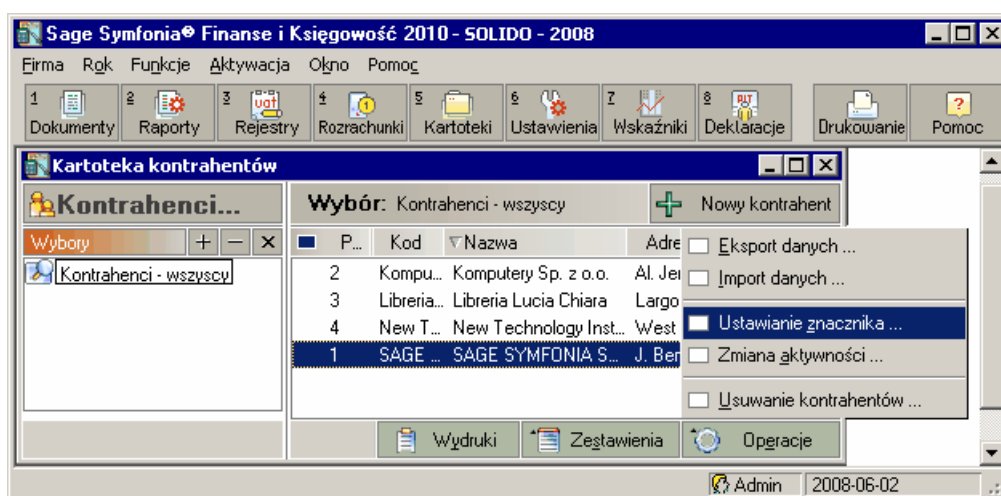 Sage Symfonia® Finanse i Księgowość 2010 - SOLIDO - 2008
Firma Rok Funkcje Aktywacja Okno Pomoc
1 Dokumenty 2 Raporty 3 Rejestry 4 Rozrachunki 5 Kartoteki 6 Ustawienia 7 Wskaźniki 8 Deklaracje Drukowanie Pomoc
Kartoteka kontrahentów
Kontrahenci... Wybór: Kontrahenci - wszyscy Nowy kontrahent
Wybory P... Kod Nazwa Adre
Kontrahenci - wszyscy
2 Kompu... Komputery Sp. z o.o. Al. Jer
3 Libreria... Libreria Lucia Chiara Largo
4 New T... New Technology Inst... West
1 SAGE ... SAGE SYMFONIA S... J. Ber
Eksport danych ...
Import danych ...
Ustawianie znacznika ...
Zmiana aktywności ...
Usuwanie kontrahentów ...
Wydruki Zestawienia Operacje
Admin 2008-06-02